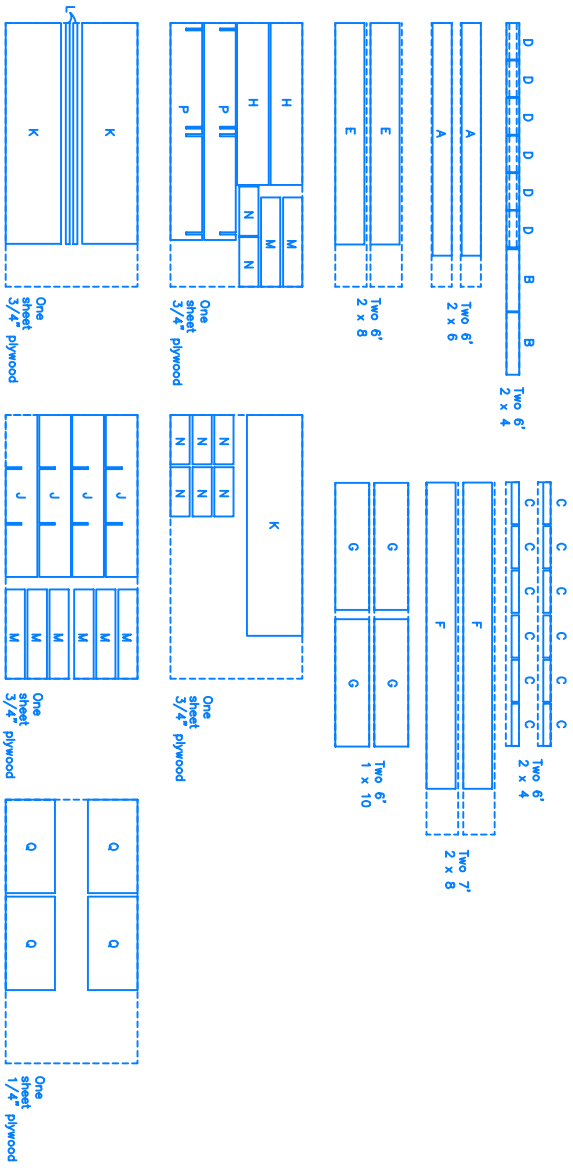 D D D D D D B B
Two 6'
2 x 4
C C C C C C
C C C C C C
Two 6'
2 x 4
A
A
Two 6'
2 x 6
F
F
Two 7'
2 x 8
E
E
Two 6'
2 x 8
G G
G G
Two 6'
1 x 10
H M
H M
N N
P
P
One
sheet
3/4" plywood
K
N N
N N
N N
One
sheet
3/4" plywood
K
L
K
One
sheet
3/4" plywood
J M
J M
J M
J M
M
M
One
sheet
3/4" plywood
Q Q
Q Q
One
sheet
1/4" plywood